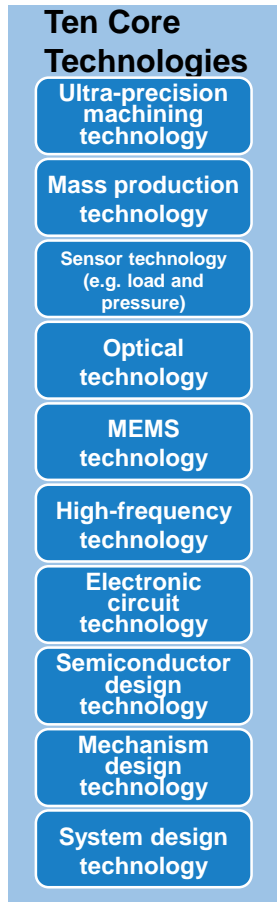 Ten Core
Technologies
Ultra-precision
machining
technology
Mass production
technology
Sensor technology
(e.g. load and
pressure)
Optical
technology
MEMS
technology
High-frequency
technology
Electronic
circuit
technology
Semiconductor
design
technology
Mechanism
design
technology
System design
technology